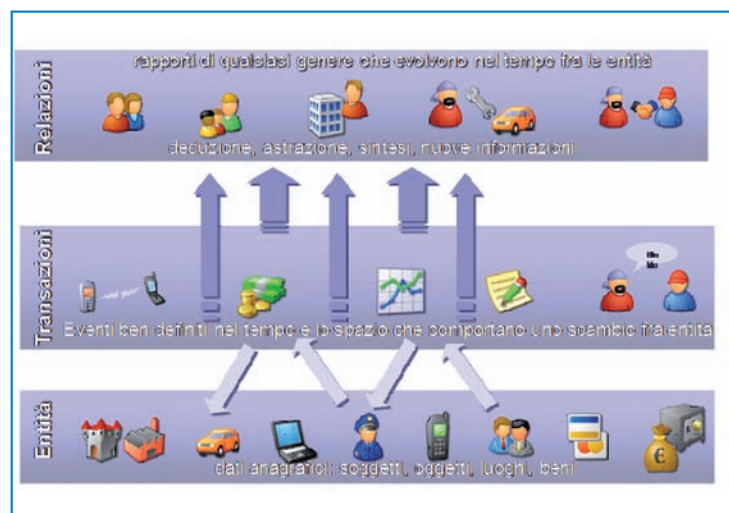 Relazioni
rapporti di qualsiasi genere che evolvono nel tempo fra le entità
deduzione, astrazione, sintesi, nuove informazioni
Transazioni
Eventi ben definiti nel tempo e lo spazio che comportano uno scambio fra entità
Entità
dati anagrafici: soggetti, oggetti, luoghi, beni
€